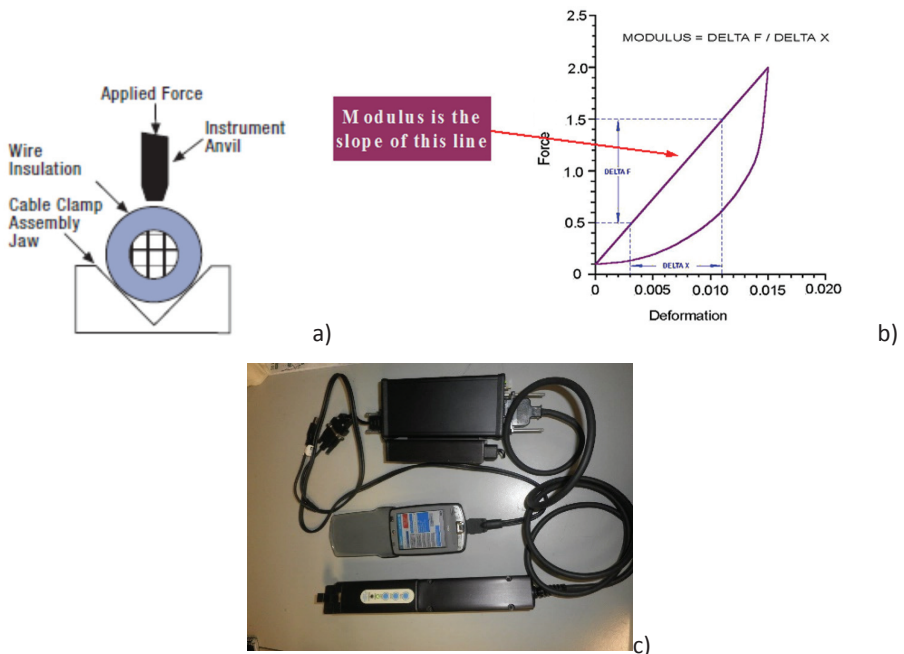 Applied Force
Instrument
Anvil
Wire
Insulation
Cable Clamp
Assembly
Jaw
a)
Modulus is the
slope of this line
MODULUS = DELTA F / DELTA X
2.5
2.0
1.5
1.0
0.5
0
Force
DELTA F
DELTA X
0
0.005
0.010
0.015
0.020
Deformation
b)
c)